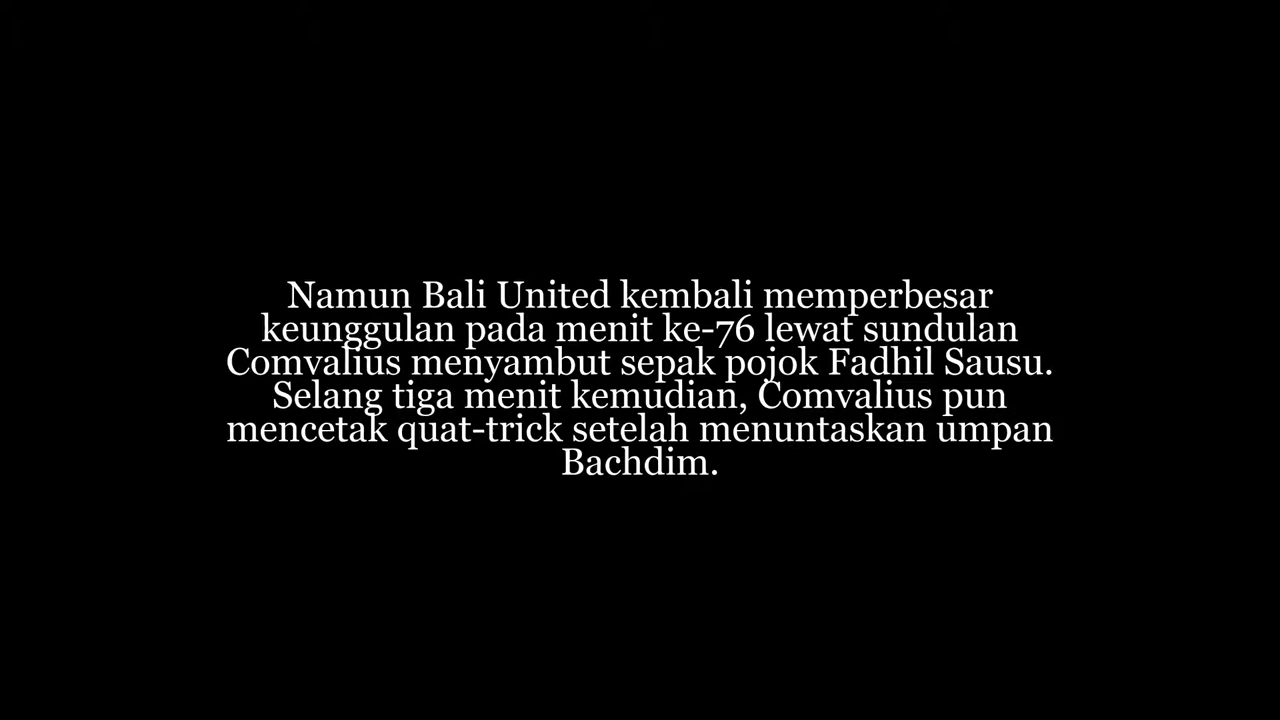 Namun Bali United kembali memperbesar
keunggulan pada menit ke-76 lewat sundulan
Comvalius menyambut sepak pojok Fadhil Sausu.
Selang tiga menit kemudian, Comvalius pun
mencetak quat-trick setelah menuntaskan umpan
Bachdim.